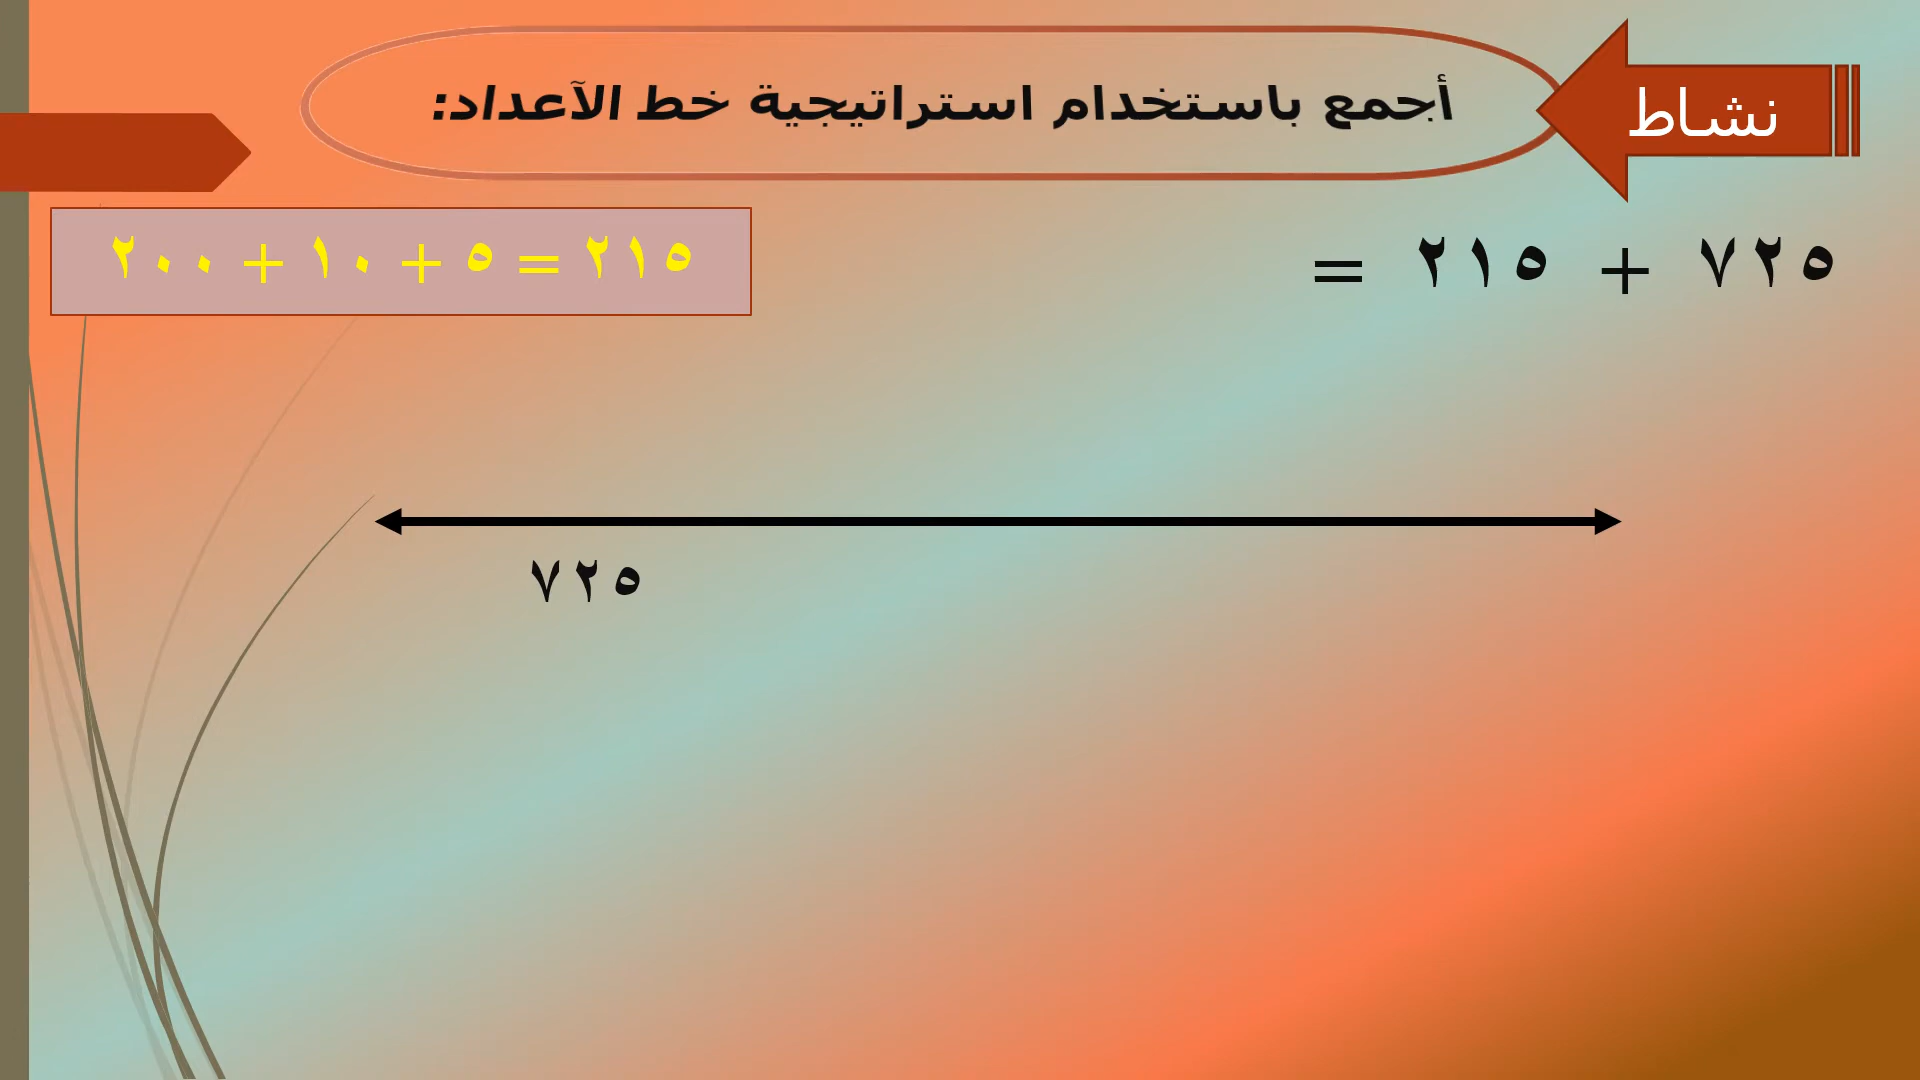 نشاط
أجمع باستخدام استراتيجية خط الآعداد:
٧٢٥ + ٢١٥ =
٢١٥ = ٥ + ١٠ + ٢٠٠
٧٢٥